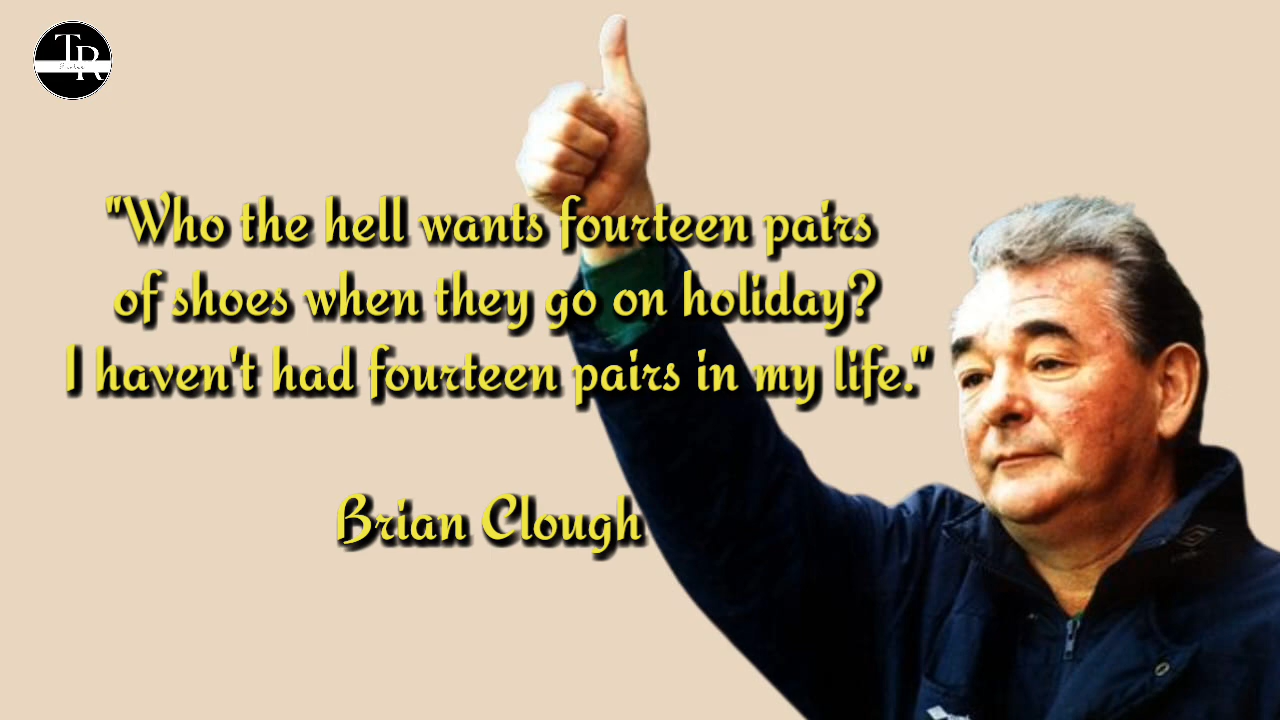 TR
"Who the hell wants fourteen pairs
of shoes when they go on holiday?
I haven't had fourteen pairs in my life."
Brian Clough